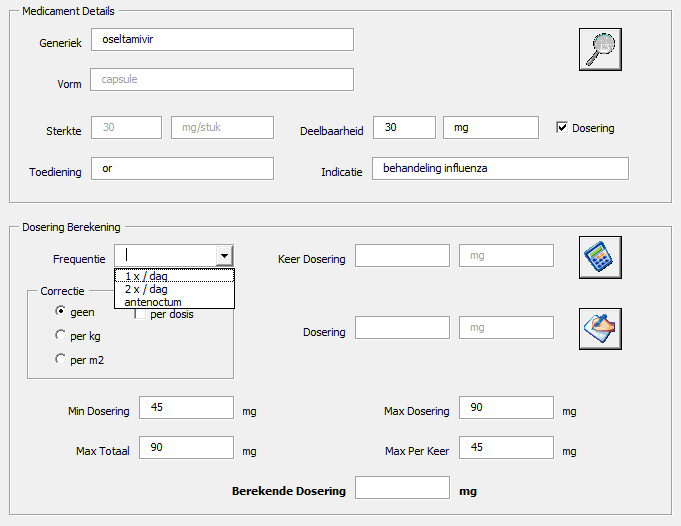 Medicament Details
Generiek oseltamivir
Vorm capsule
Sterkte 30 mg/stuk Deelbaarheid 30 mg Dosering
Toediening or Indicatie behandeling influenza
Dosering Berekening
Frequentie Keer Dosering mg
1 x / dag
2 x / dag
antenoctum
Correctie
geen per dosis
Dosering mg
per kg
per m2
Min Dosering 45 mg Max Dosering 90 mg
Max Totaal 90 mg Max Per Keer 45 mg
Berekende Dosering mg